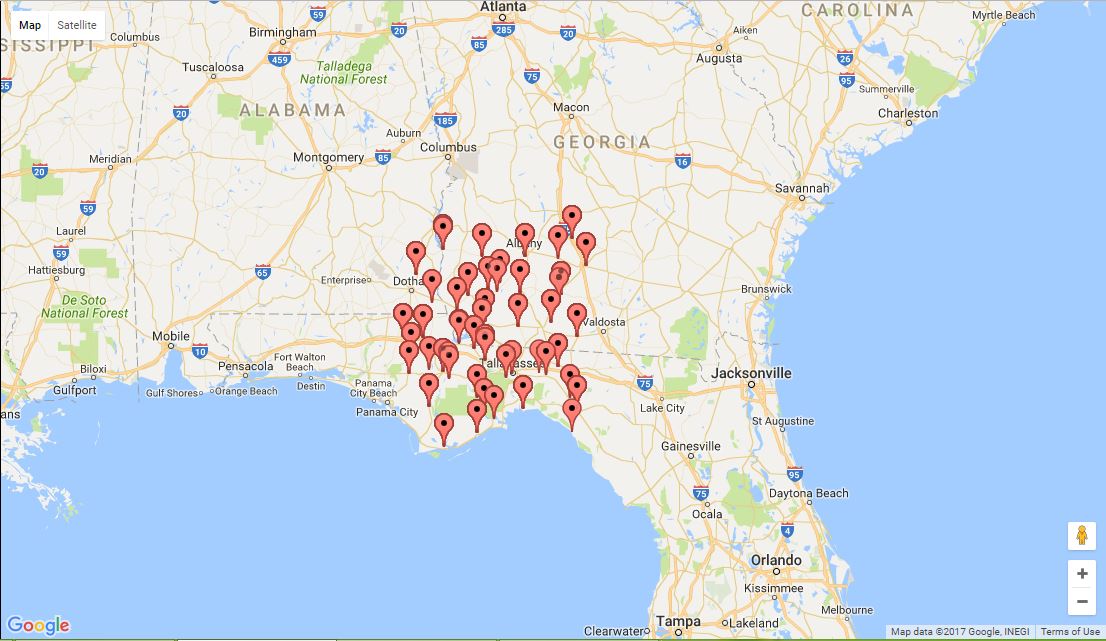 Map
Satellite
Atlanta
CAROLINA
Myrtle Beach
SISSIPPI
Columbus
59
Birmingham
20
285
20
Aiken
85
Augusta
459
Talladega
National Forest
26
Tuscaloosa
75
95
Summerville
ALABAMA
20
Macon
Charleston
185
Auburn
GEORGIA
Columbus
Meridian
Montgomery
85
16
20
Savannah
59
Laurel
59
Albany
Hattiesburg
65
Enterprise
Dotha
Brunswick
De Soto
National Forest
Mobile
Valdosta
10
Fort Walton
Beach
Tallahassee
Biloxi
Pensacola
Jacksonville
Gulfport
Gulf Shores
Orange Beach
Destin
Panama
City Beach
75
Panama City
Lake City
ans
St Augustine
Gainesville
95
75
Daytona Beach
Ocala
4
Orlando
Kissimmee
Melbourne
Tampa
Lakeland
Clearwater
Google
Map data ©2017 Google, INEGI
Terms of Use